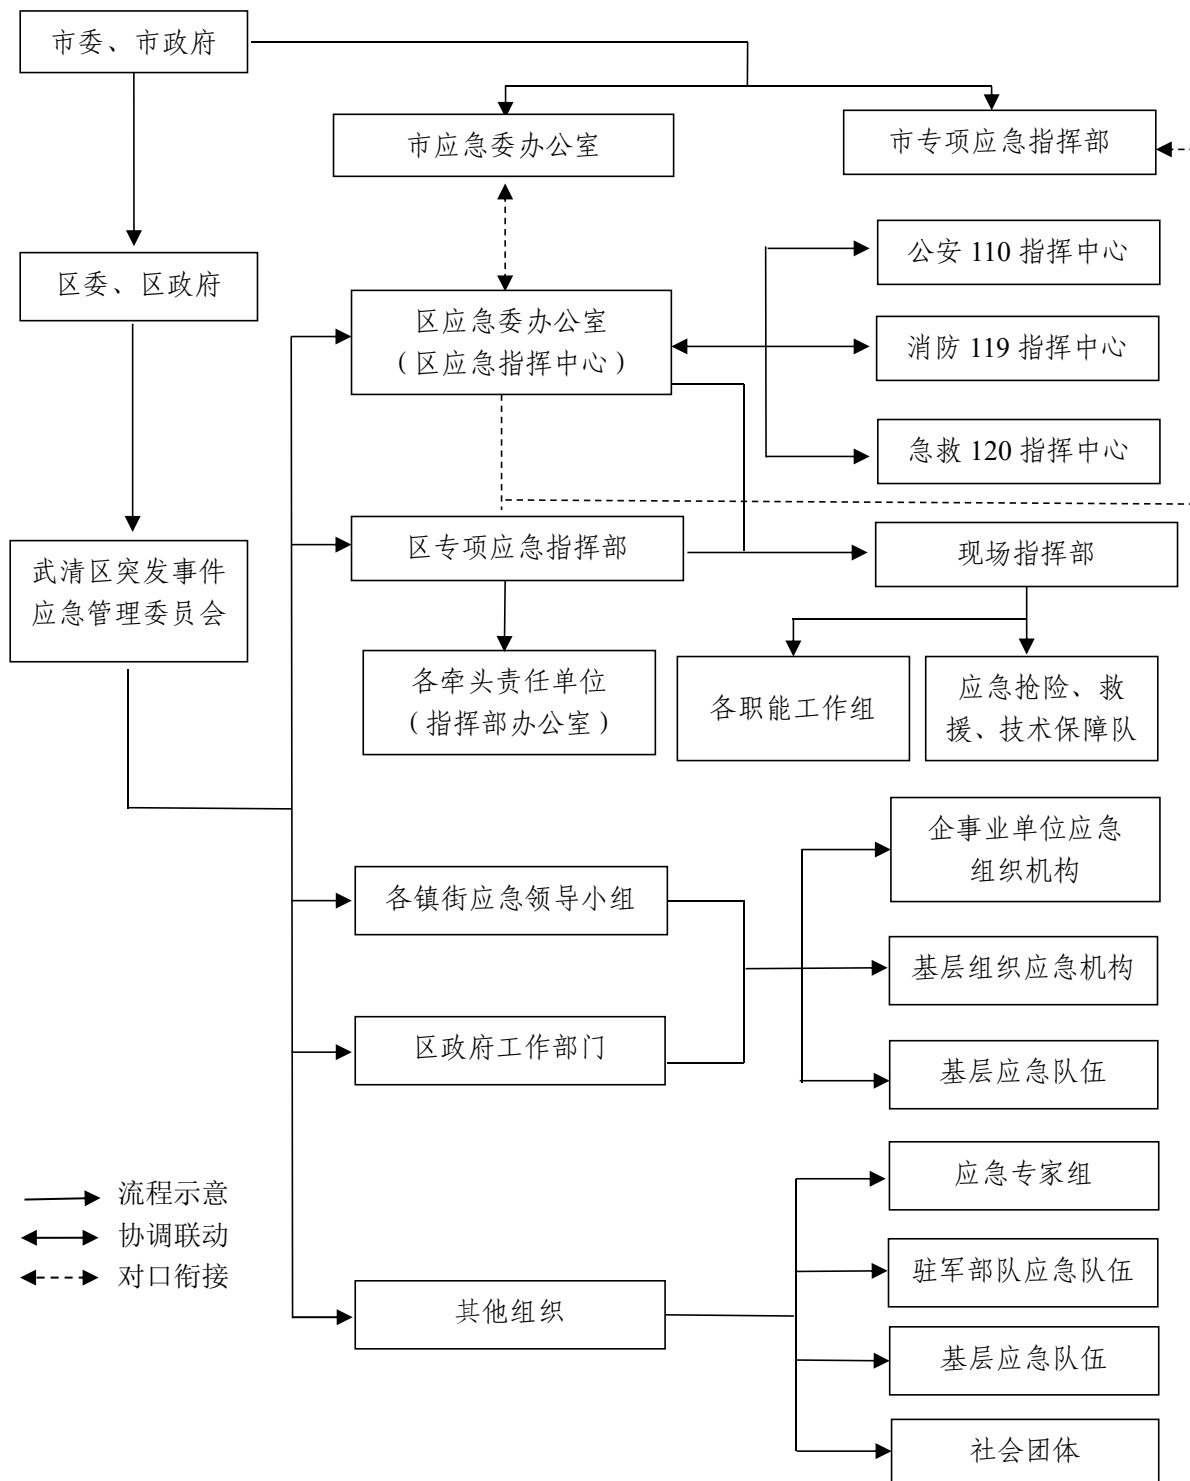 市委、市政府
市应急委办公室
市专项应急指挥部
区委、区政府
公安 110 指挥中心
区应急委办公室
（区应急指挥中心）
消防 119 指挥中心
急救 120 指挥中心
武清区突发事件
应急管理委员会
区专项应急指挥部
现场指挥部
各牵头责任单位
（指挥部办公室）
各职能工作组
应急抢险、救
援、技术保障队
企事业单位应急
组织机构
各镇街应急领导小组
基层组织应急机构
区政府工作部门
基层应急队伍
应急专家组
流程示意
协调联动
对口衔接
驻军部队应急队伍
其他组织
基层应急队伍
社会团体